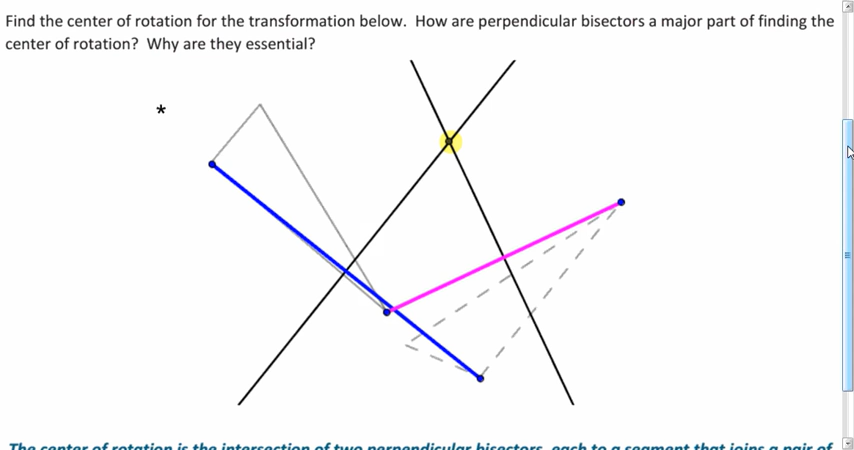 Find the center of rotation for the transformation below. How are perpendicular bisectors a major part of finding the
center of rotation? Why are they essential?
*
The center of rotation is the intersection of two perpendicular bisectors, each to a segment that joins a pair of